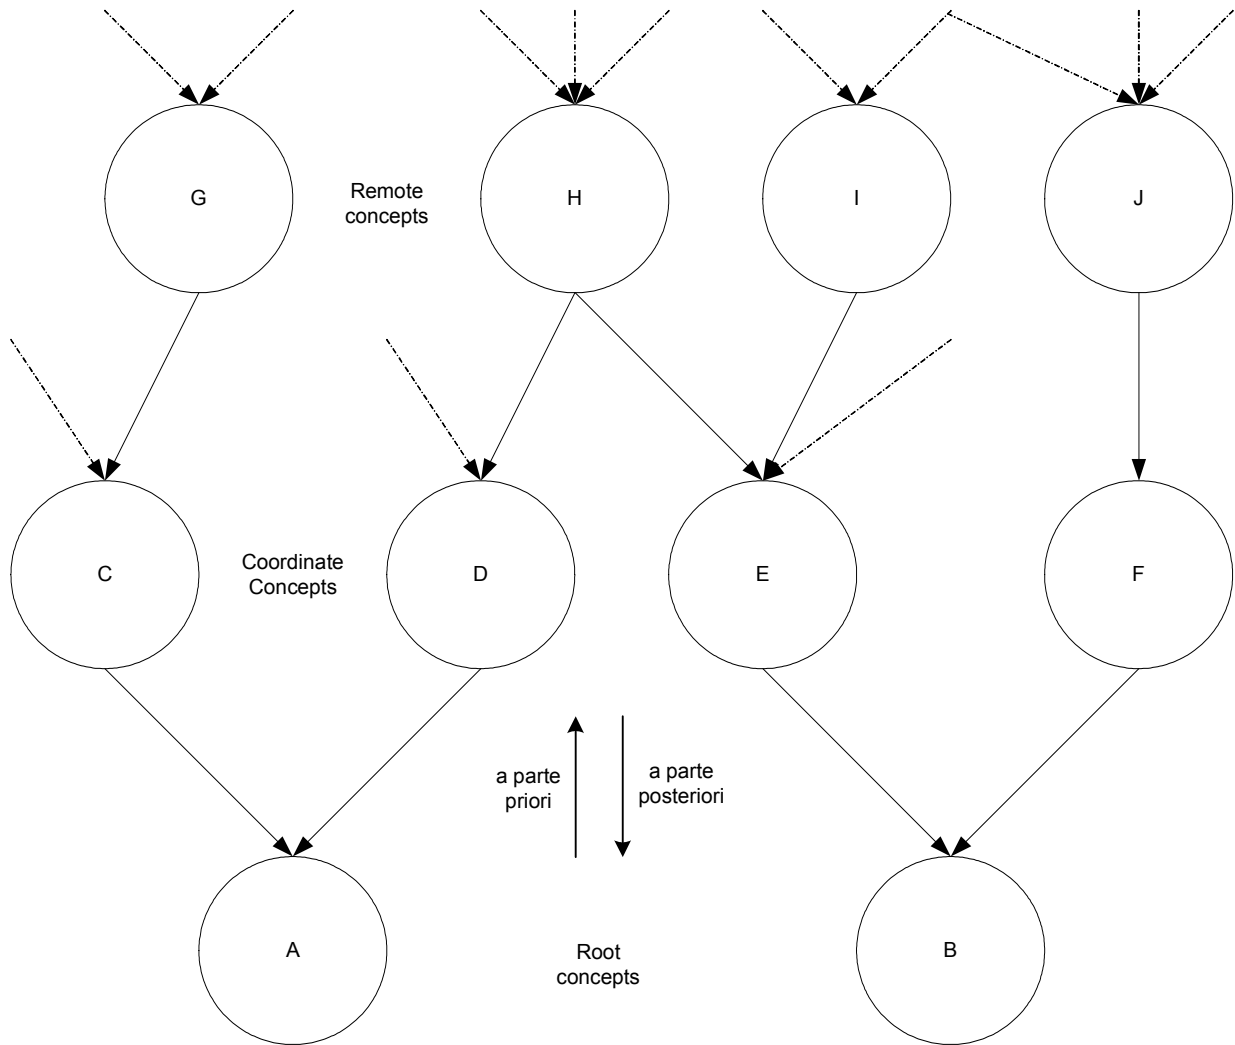 G
Remote
concepts
H
I
J
C
Coordinate
Concepts
D
E
F
a parte
priori
a parte
posteriori
A
Root
concepts
B